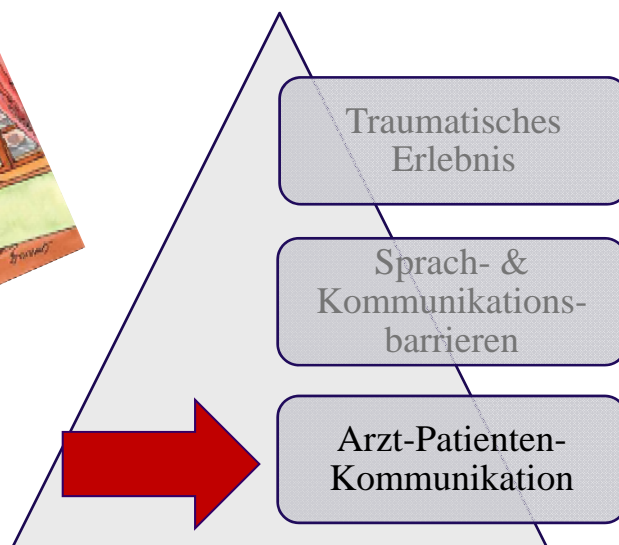 Traumatisches
Erlebnis
Sprach- &
Kommunikations-
barrieren
Arzt-Patienten-
Kommunikation